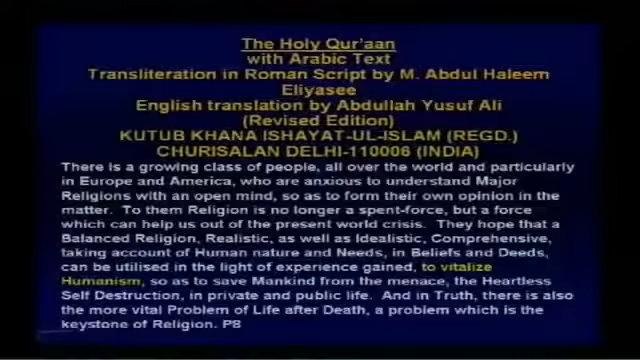 The Holy Qur'aan
with Arabic Text
Transliteration in Roman Script by M. Abdul Haleem
Eliyasee
English translation by Abdullah Yusuf Ali
(Revised Edition)
KUTUB KHANA ISHAYAT-UL-ISLAM (REGD.)
CHURISALAN DELHI-110006 (INDIA)
There is a growing class of people, all over the world and particularly
in Europe and America, who are anxious to understand Major
Religions with an open mind, so as to form their own opinion in the
matter. To them Religion is no longer a spent-force, but a force
which can help us out of the present world crisis. They hope that a
Balanced Religion, Realistic, as well as Idealistic, Comprehensive,
taking account of Human nature and Needs, in Beliefs and Deeds,
can be utilised in the light of experience gained, to vitalize
Humanism, so as to save Mankind from the menace, the Heartless
Self Destruction, in private and public life. And in Truth, there is also
the more vital Problem of Life after Death, a problem which is the
keystone of Religion. P8